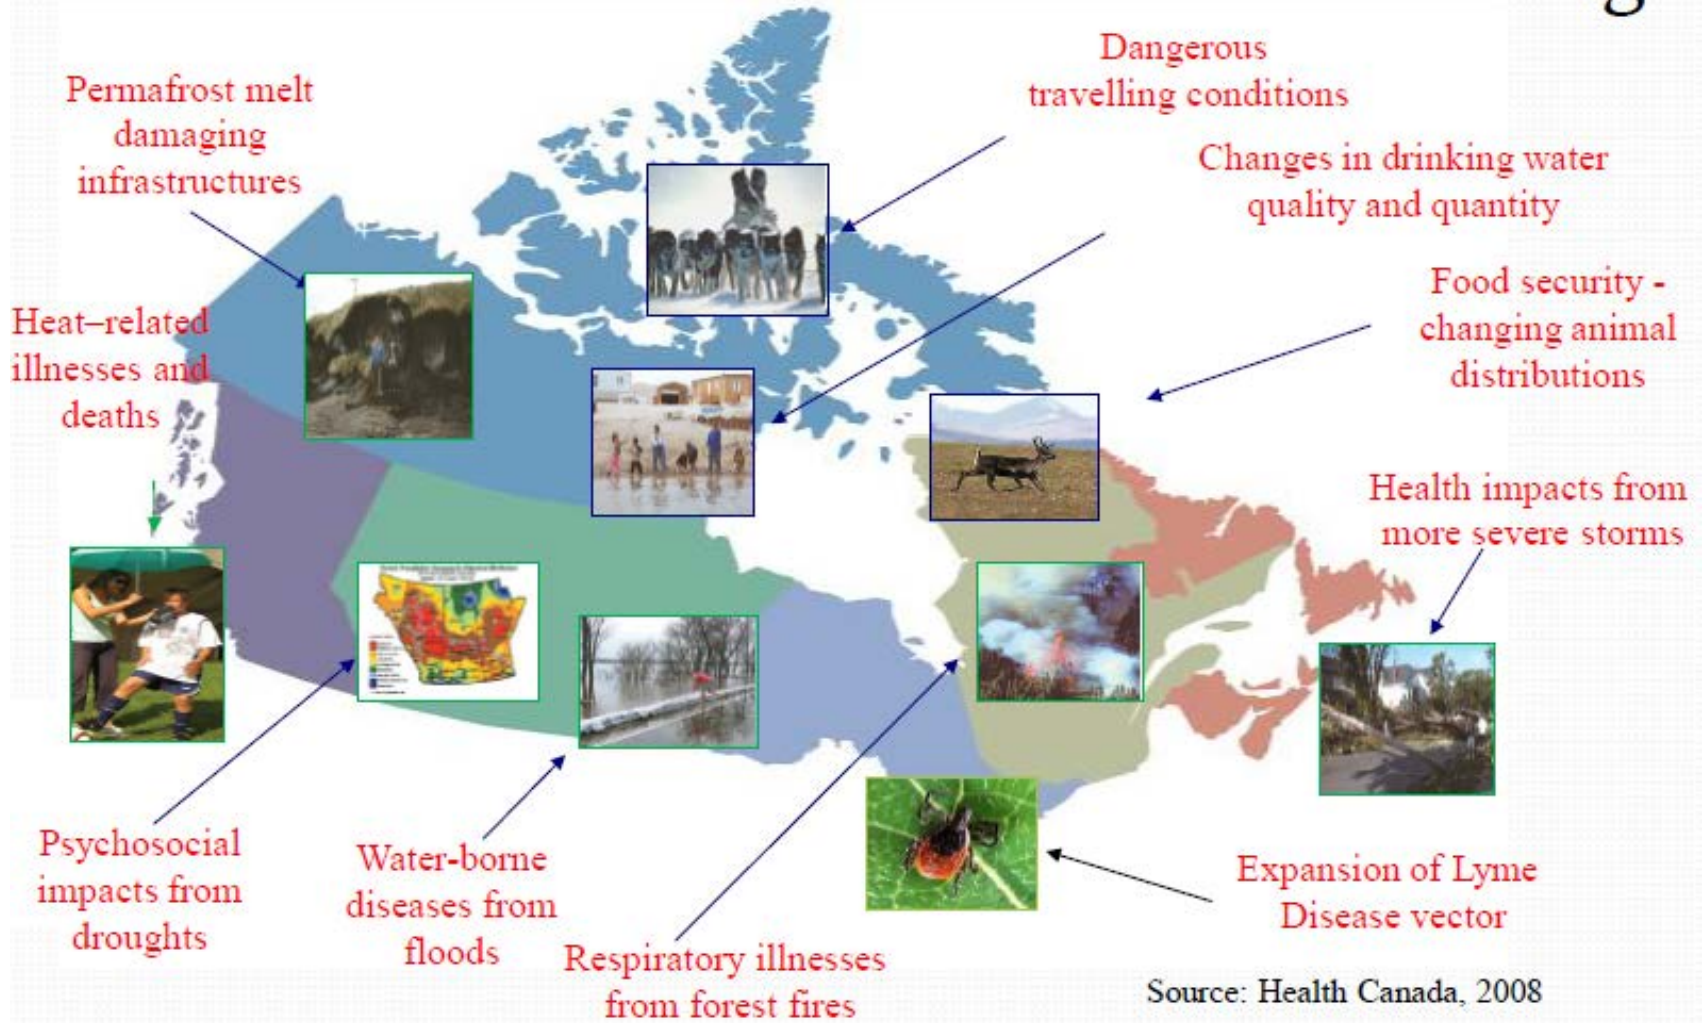 g
Dangerous
travelling conditions
Permafrost melt
damaging
infrastructures
Changes in drinking water
quality and quantity
Food security -
changing animal
distributions
Heat–related
illnesses and
deaths
Health impacts from
more severe storms
Psychosocial
impacts from
droughts
Water-borne
diseases from
floods
Respiratory illnesses
from forest fires
Expansion of Lyme
Disease vector
Source: Health Canada, 2008